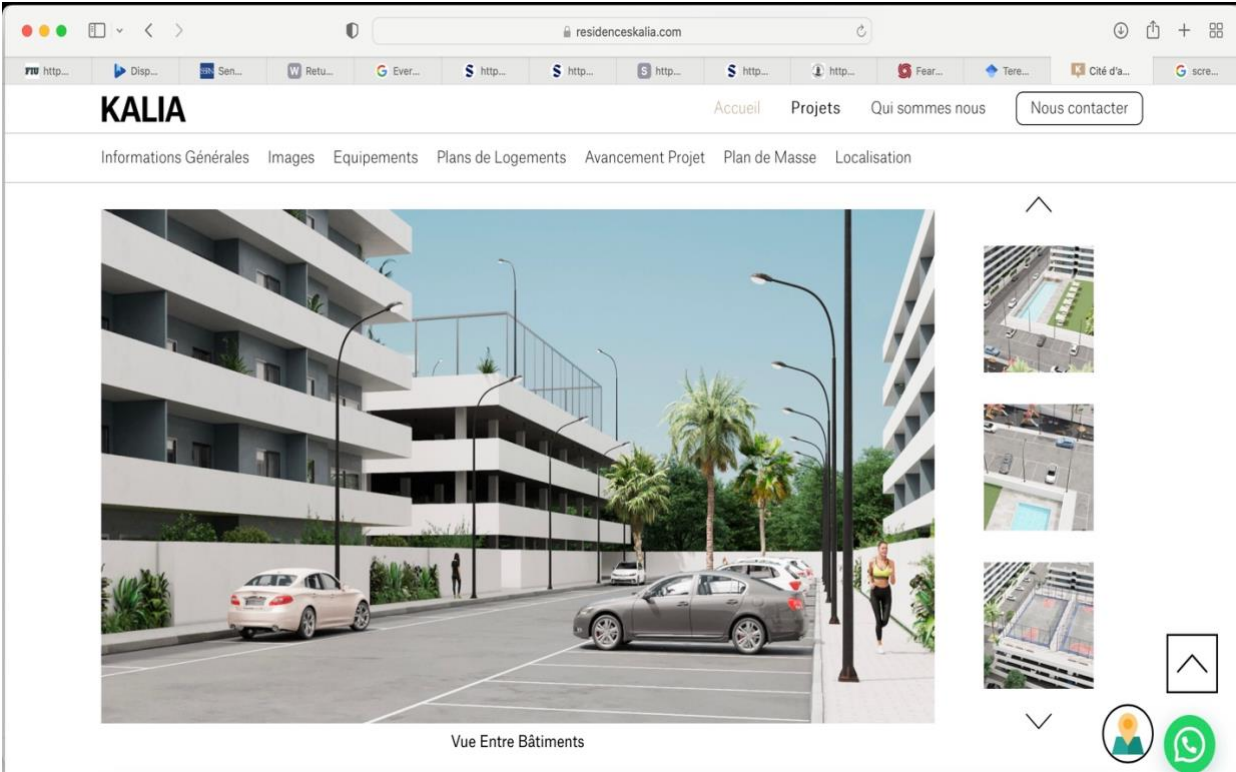 residenceskalia.com
FIU http...
Disp...
Sen...
W Retu...
G Ever...
S http...
S http...
S http...
S http...
http...
Fear...
Tere...
K Cité d'a...
G scre...
KALIA
Accueil Projets Qui sommes nous Nous contacter
Informations Générales Images Equipements Plans de Logements Avancement Projet Plan de Masse Localisation
Vue Entre Bâtiments